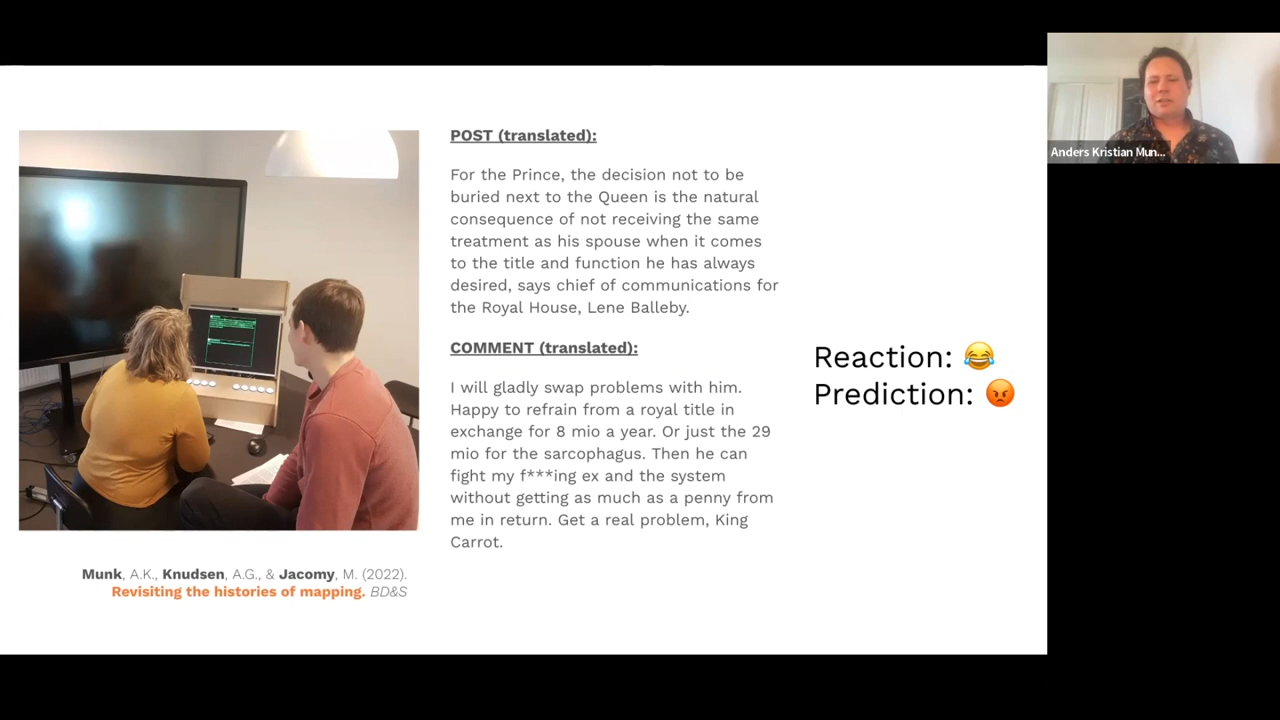 POST (translated):
For the Prince, the decision not to be
buried next to the Queen is the natural
consequence of not receiving the same
treatment as his spouse when it comes
to the title and function he has always
desired, says chief of communications for
the Royal House, Lene Balleby.
COMMENT (translated):
I will gladly swap problems with him.
Happy to refrain from a royal title in
exchange for 8 mio a year. Or just the 29
mio for the sarcophagus. Then he can
fight my f***ing ex and the system
without getting as much as a penny from
me in return. Get a real problem, King
Carrot.
Reaction: 😂
Prediction: 😡
Munk, A.K., Knudsen, A.G., & Jacomy, M. (2022).
Revisiting the histories of mapping. BD&S
Anders Kristian Mun...